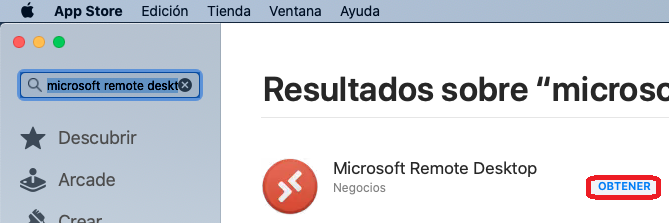 App Store Edición Tienda Ventana Ayuda
microsoft remote deskt
Resultados sobre “microso
Descubrir
Microsoft Remote Desktop
Arcade
Negocios
OBTENER
Crear